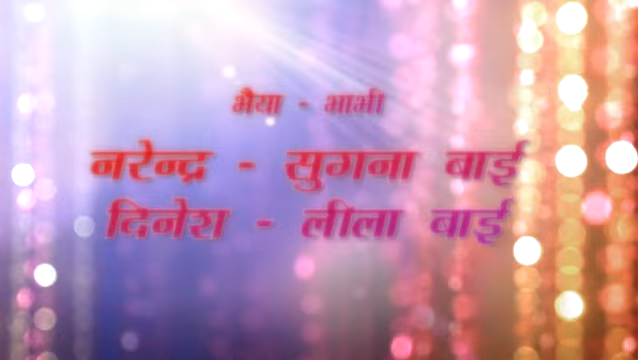 भैया - भाभी
नरेन्द्र - सुगना बाई
दिनेश - लीला बाई